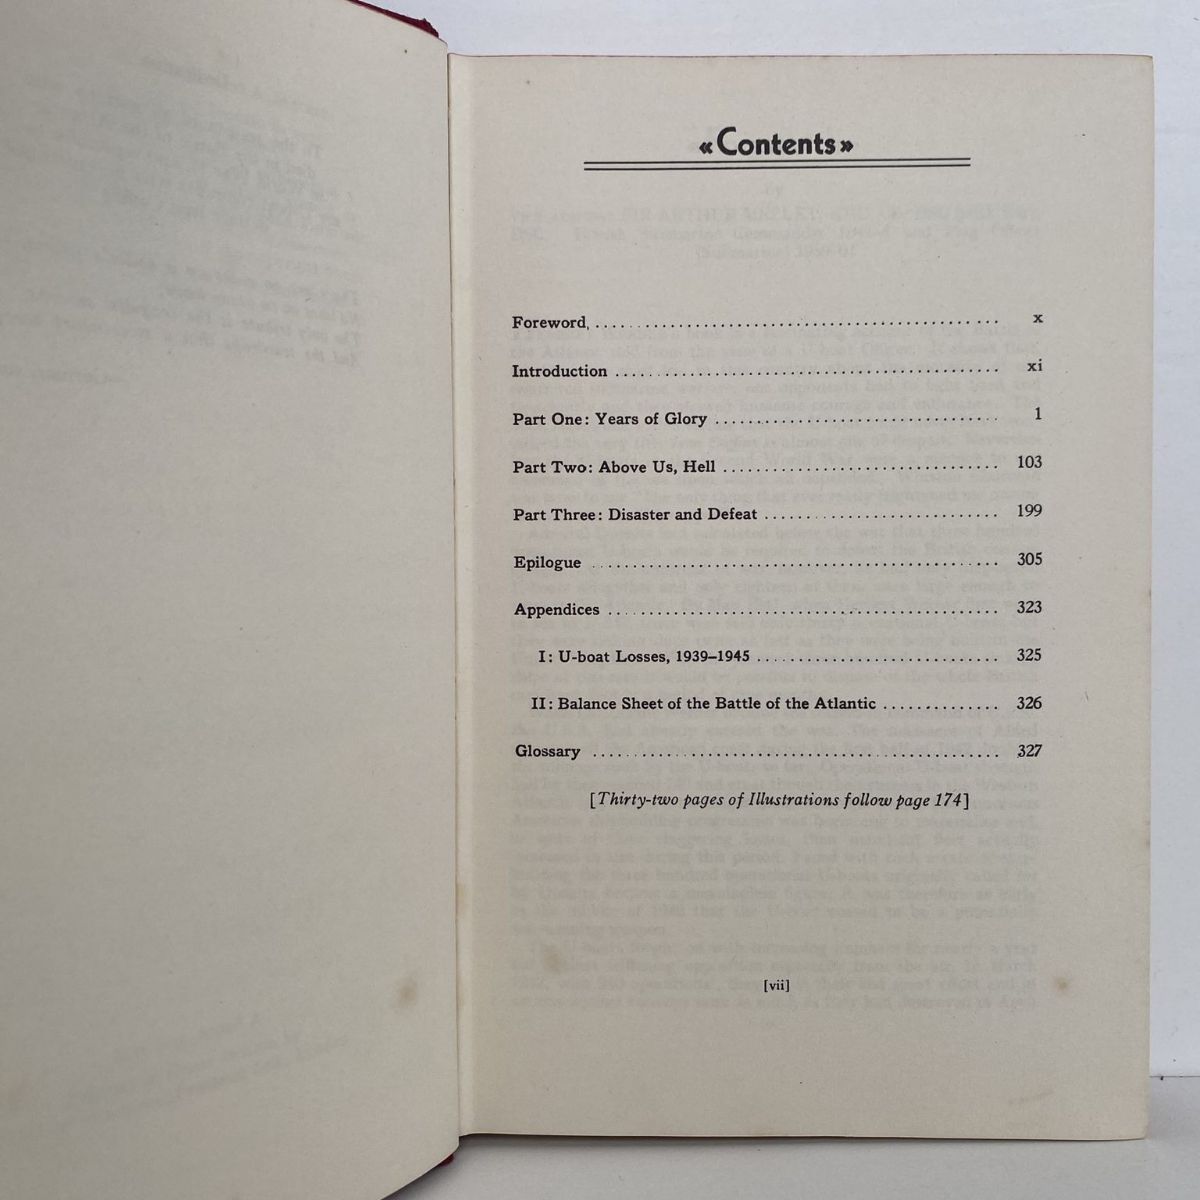 «Contents»
Foreword, ........................................ x
Introduction ........................................ xi
Part One: Years of Glory .............................. 1
Part Two: Above Us, Hell .............................. 103
Part Three: Disaster and Defeat ......................... 199
Epilogue ........................................ 305
Appendices ........................................ 323
I: U-boat Losses, 1939–1945 ......................... 325
II: Balance Sheet of the Battle of the Atlantic ............. 326
Glossary ........................................ 327
[Thirty-two pages of Illustrations follow page 174]
[vii]